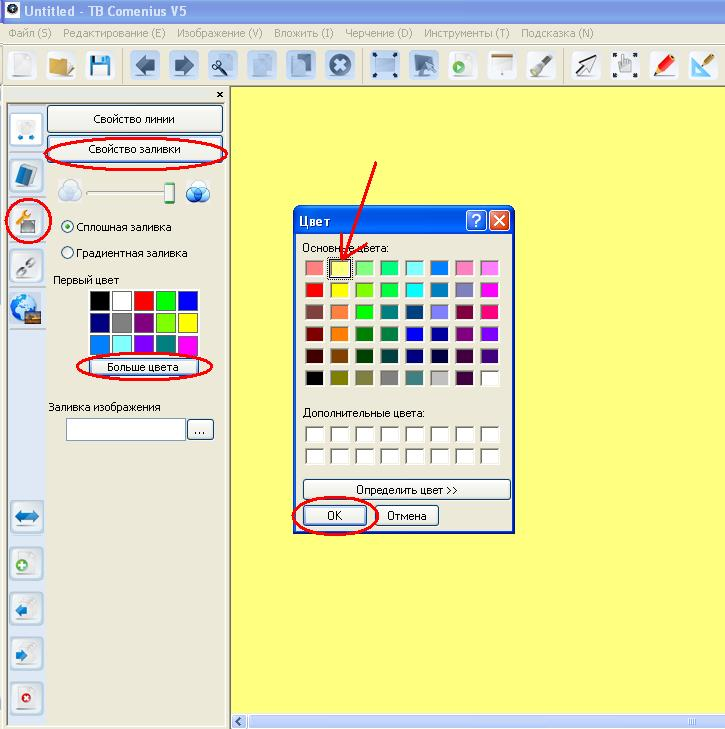 Untitled - TB Comenius V5
Файл (S) Редактирование (E) Изображение (V) Вложить (I) Черчение (D) Инструменты (T) Подсказка (N)
Свойство линии
Свойство заливки
Сплошная заливка
Градиентная заливка
Первый цвет
Больше цвета
Заливка изображения
...
Цвет
Основные цвета:
Дополнительные цвета:
Определить цвет >>
OK
Отмена